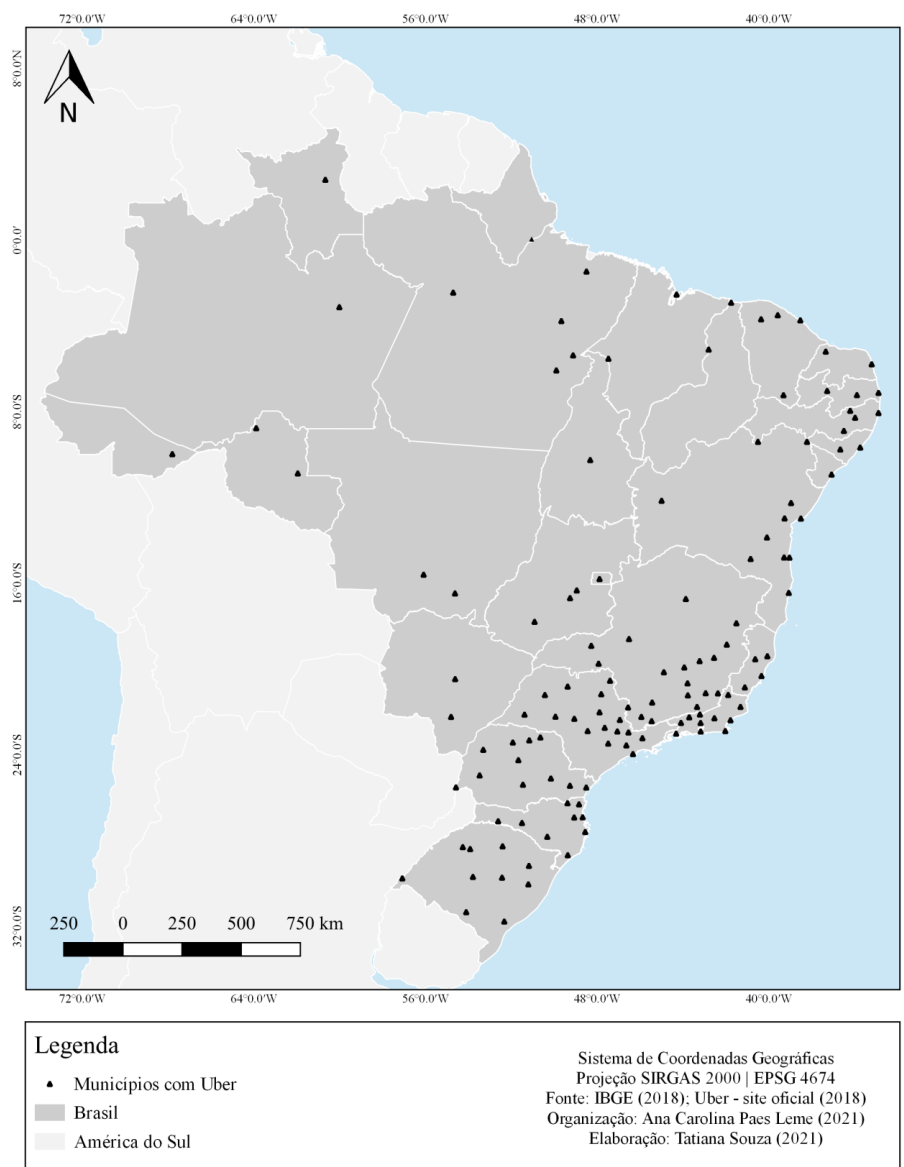 72°0.0'W 64°0.0'W 56°0.0'W 48°0.0'W 40°0.0'W
8°0.0'N
N
0°0.0'
8°0.0'S
16°0.0'S
24°0.0'S
32°0.0'S
250 0 250 500 750 km
72°0.0'W 64°0.0'W 56°0.0'W 48°0.0'W 40°0.0'W
Legenda
Municípios com Uber
Brasil
América do Sul
Sistema de Coordenadas Geográficas
Projeção SIRGAS 2000 | EPSG 4674
Fonte: IBGE (2018); Uber - site oficial (2018)
Organização: Ana Carolina Paes Leme (2021)
Elaboração: Tatiana Souza (2021)